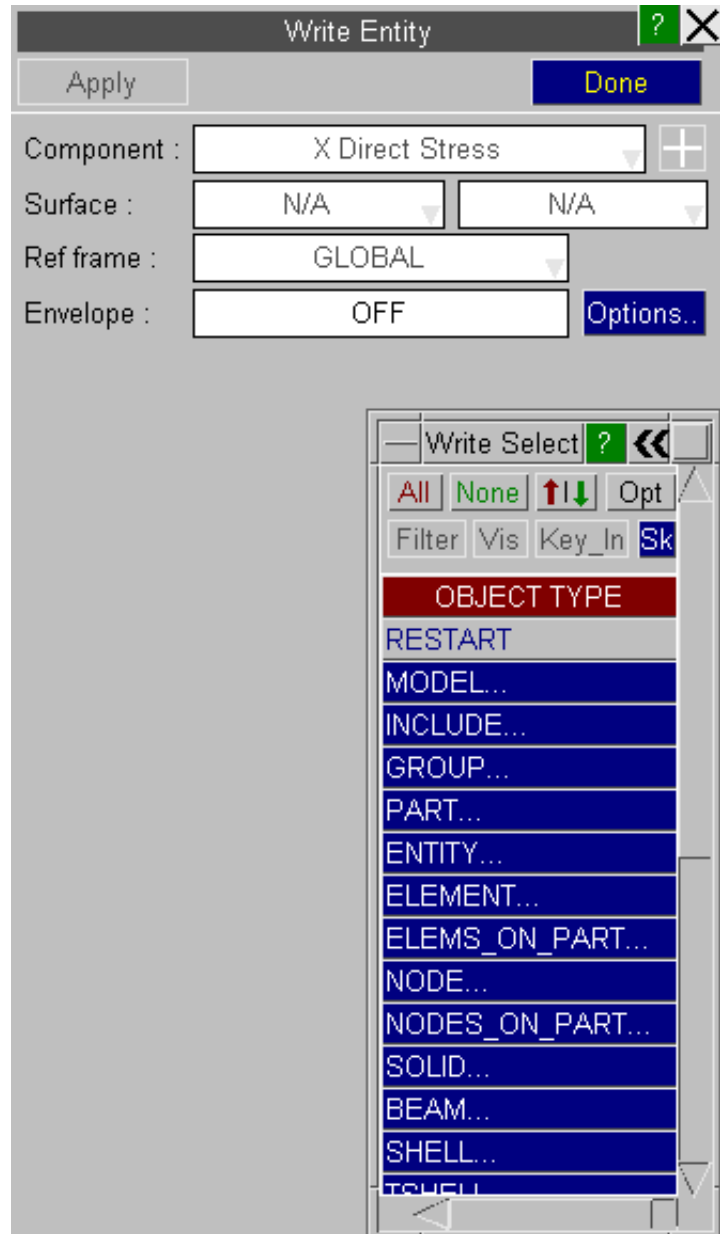 Write Entity ?
Apply Done
Component : X Direct Stress
Surface : N/A N/A
Ref frame : GLOBAL
Envelope : OFF Options..
Write Select ?
All None Opt
Filter Vis Key_In Sk
OBJECT TYPE
RESTART
MODEL...
INCLUDE...
GROUP...
PART...
ENTITY...
ELEMENT...
ELEMS_ON_PART...
NODE...
NODES_ON_PART...
SOLID...
BEAM...
SHELL...
TSHELL